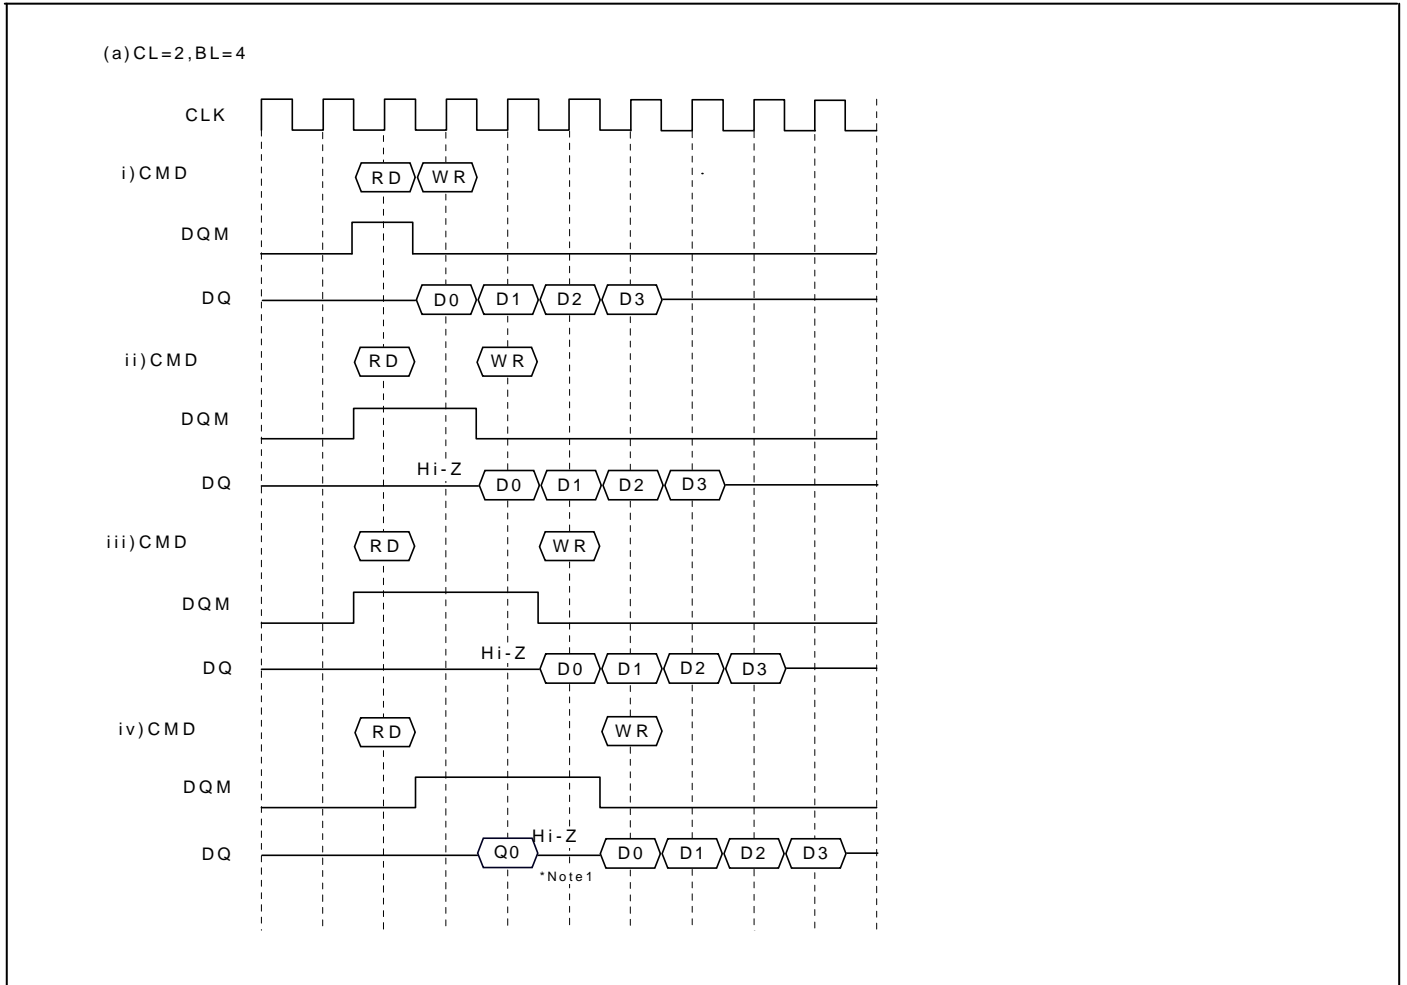 (a)CL=2,BL=4
CLK
i)CMD RD WR
DQM
DQ D0 D1 D2 D3
ii)CMD RD WR
DQM
Hi-Z
DQ D0 D1 D2 D3
iii)CMD RD WR
DQM
Hi-Z
DQ D0 D1 D2 D3
iv)CMD RD WR
DQM
Hi-Z
DQ Q0 D0 D1 D2 D3
*Note1